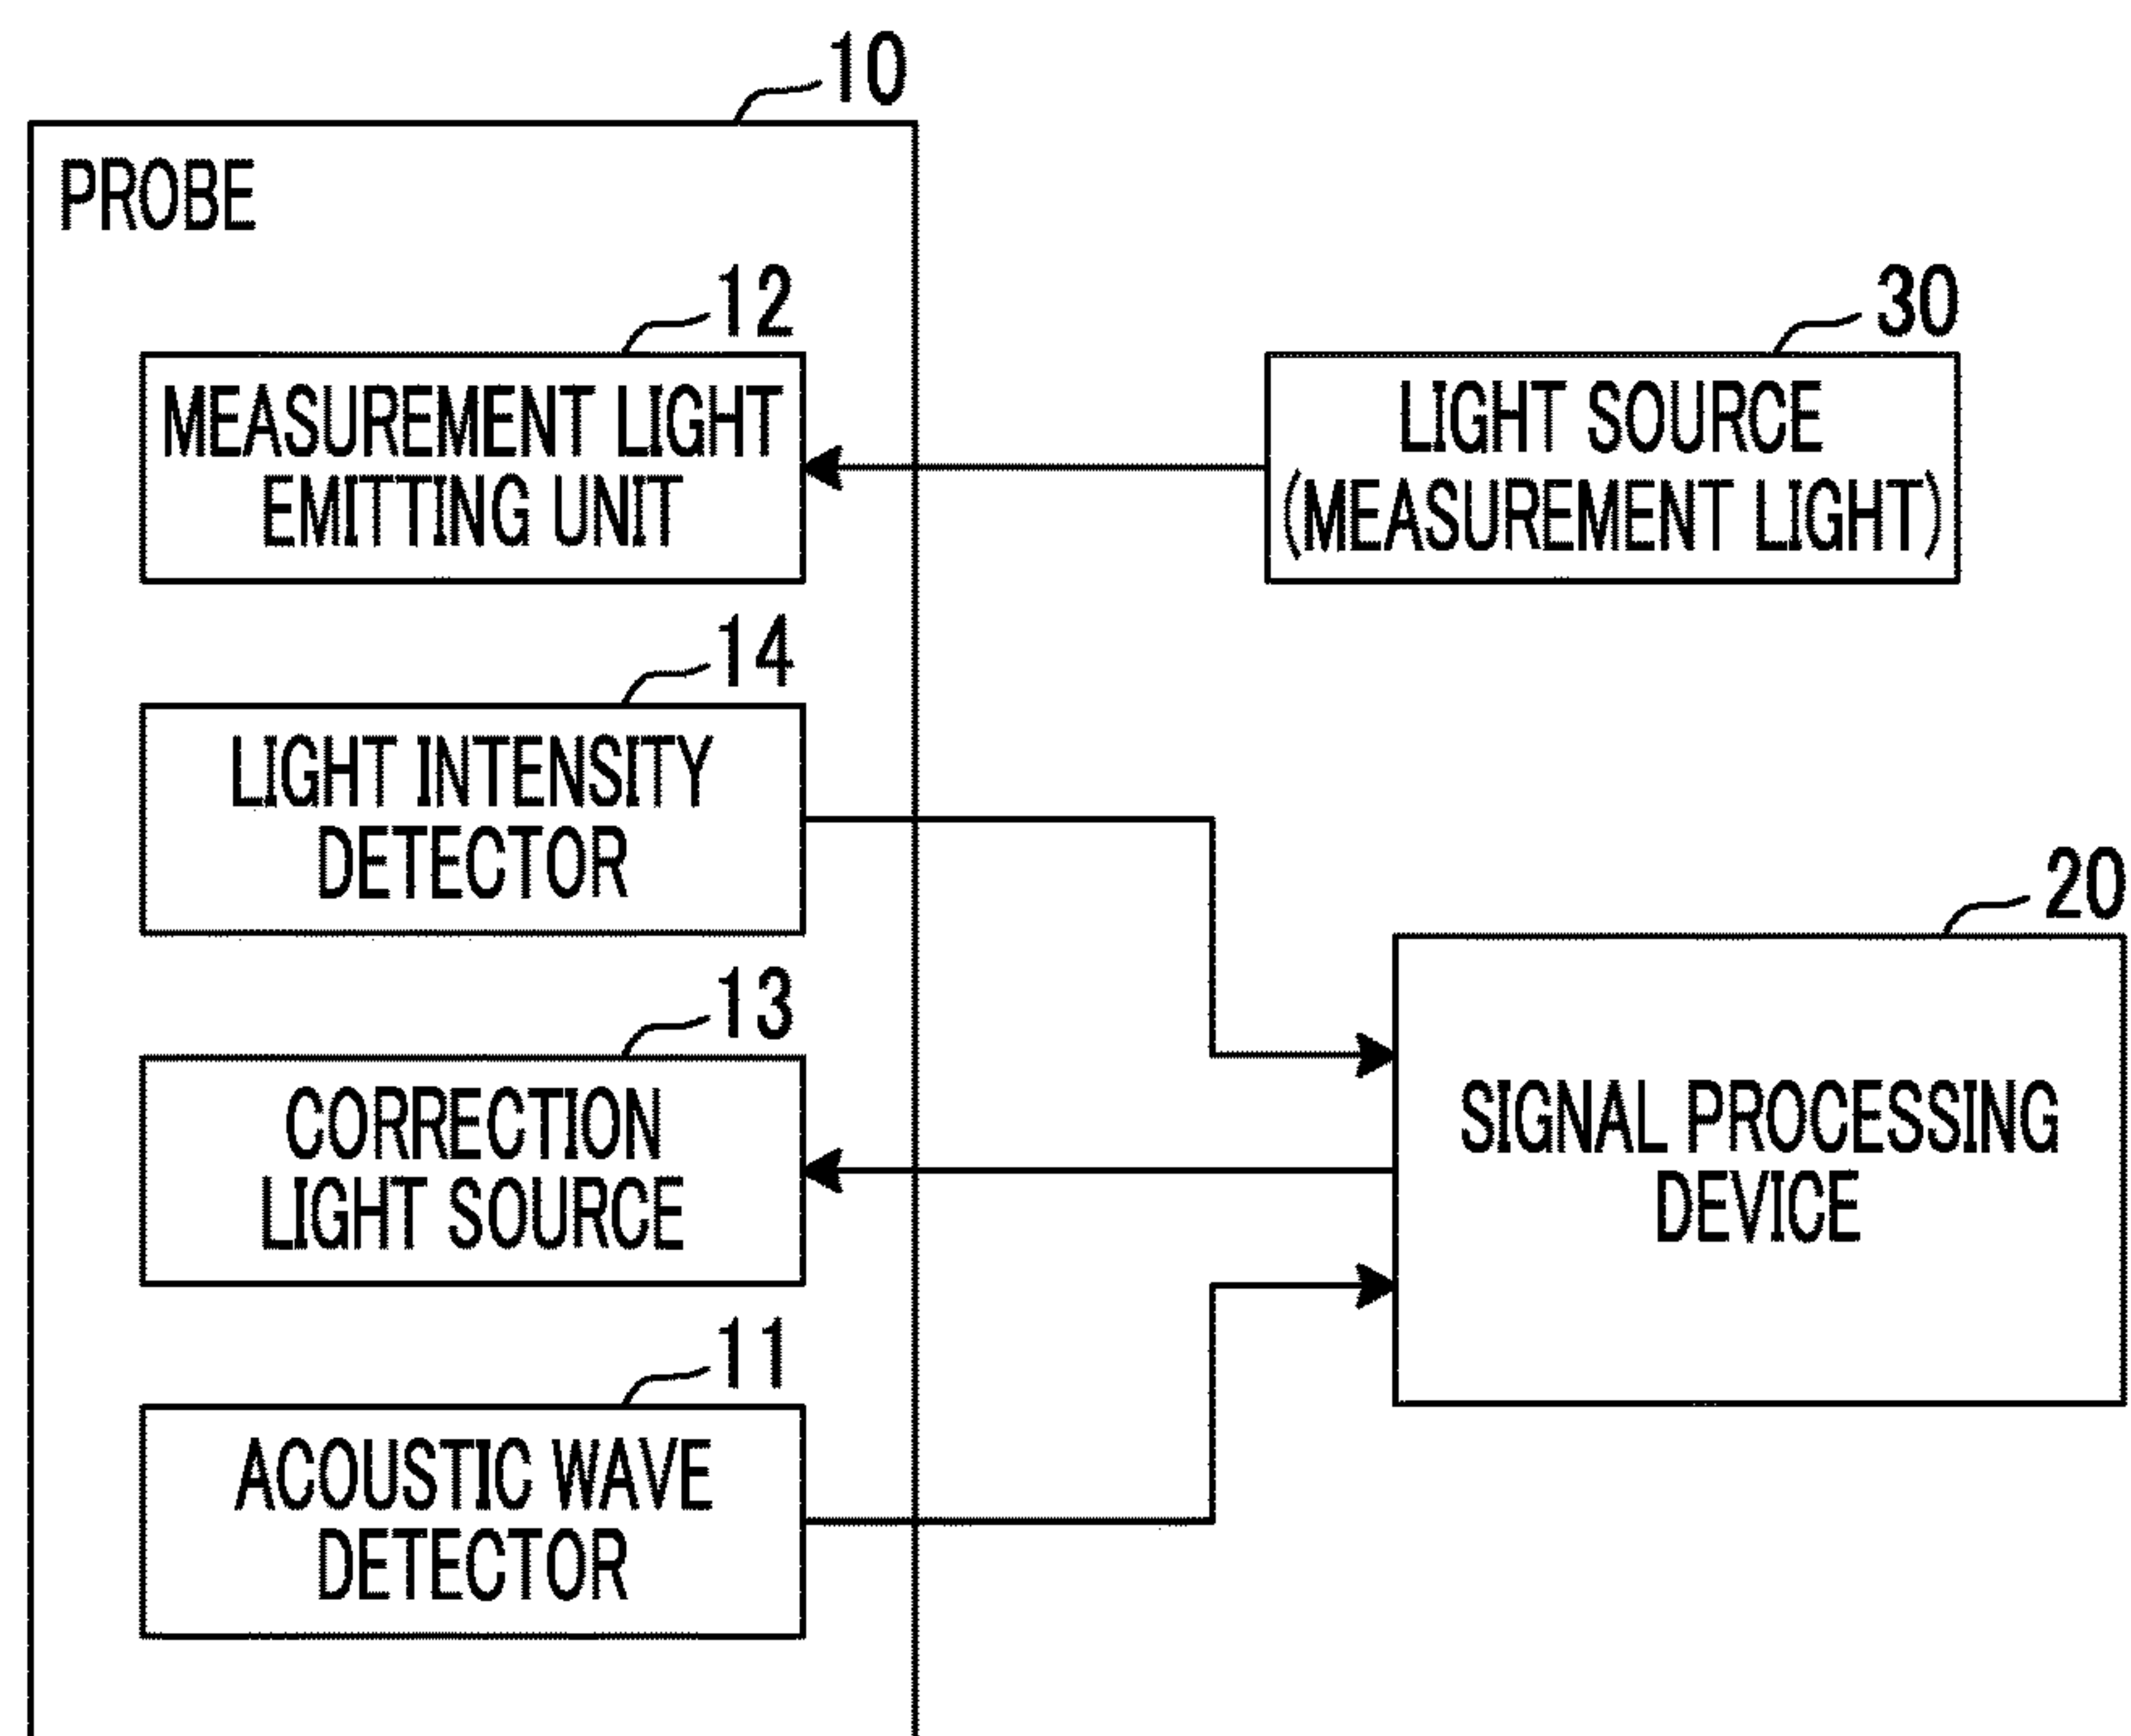 10
PROBE
12
MEASUREMENT LIGHT
EMITTING UNIT
30
LIGHT SOURCE
(MEASUREMENT LIGHT)
14
LIGHT INTENSITY
DETECTOR
20
SIGNAL PROCESSING
DEVICE
13
CORRECTION
LIGHT SOURCE
11
ACOUSTIC WAVE
DETECTOR